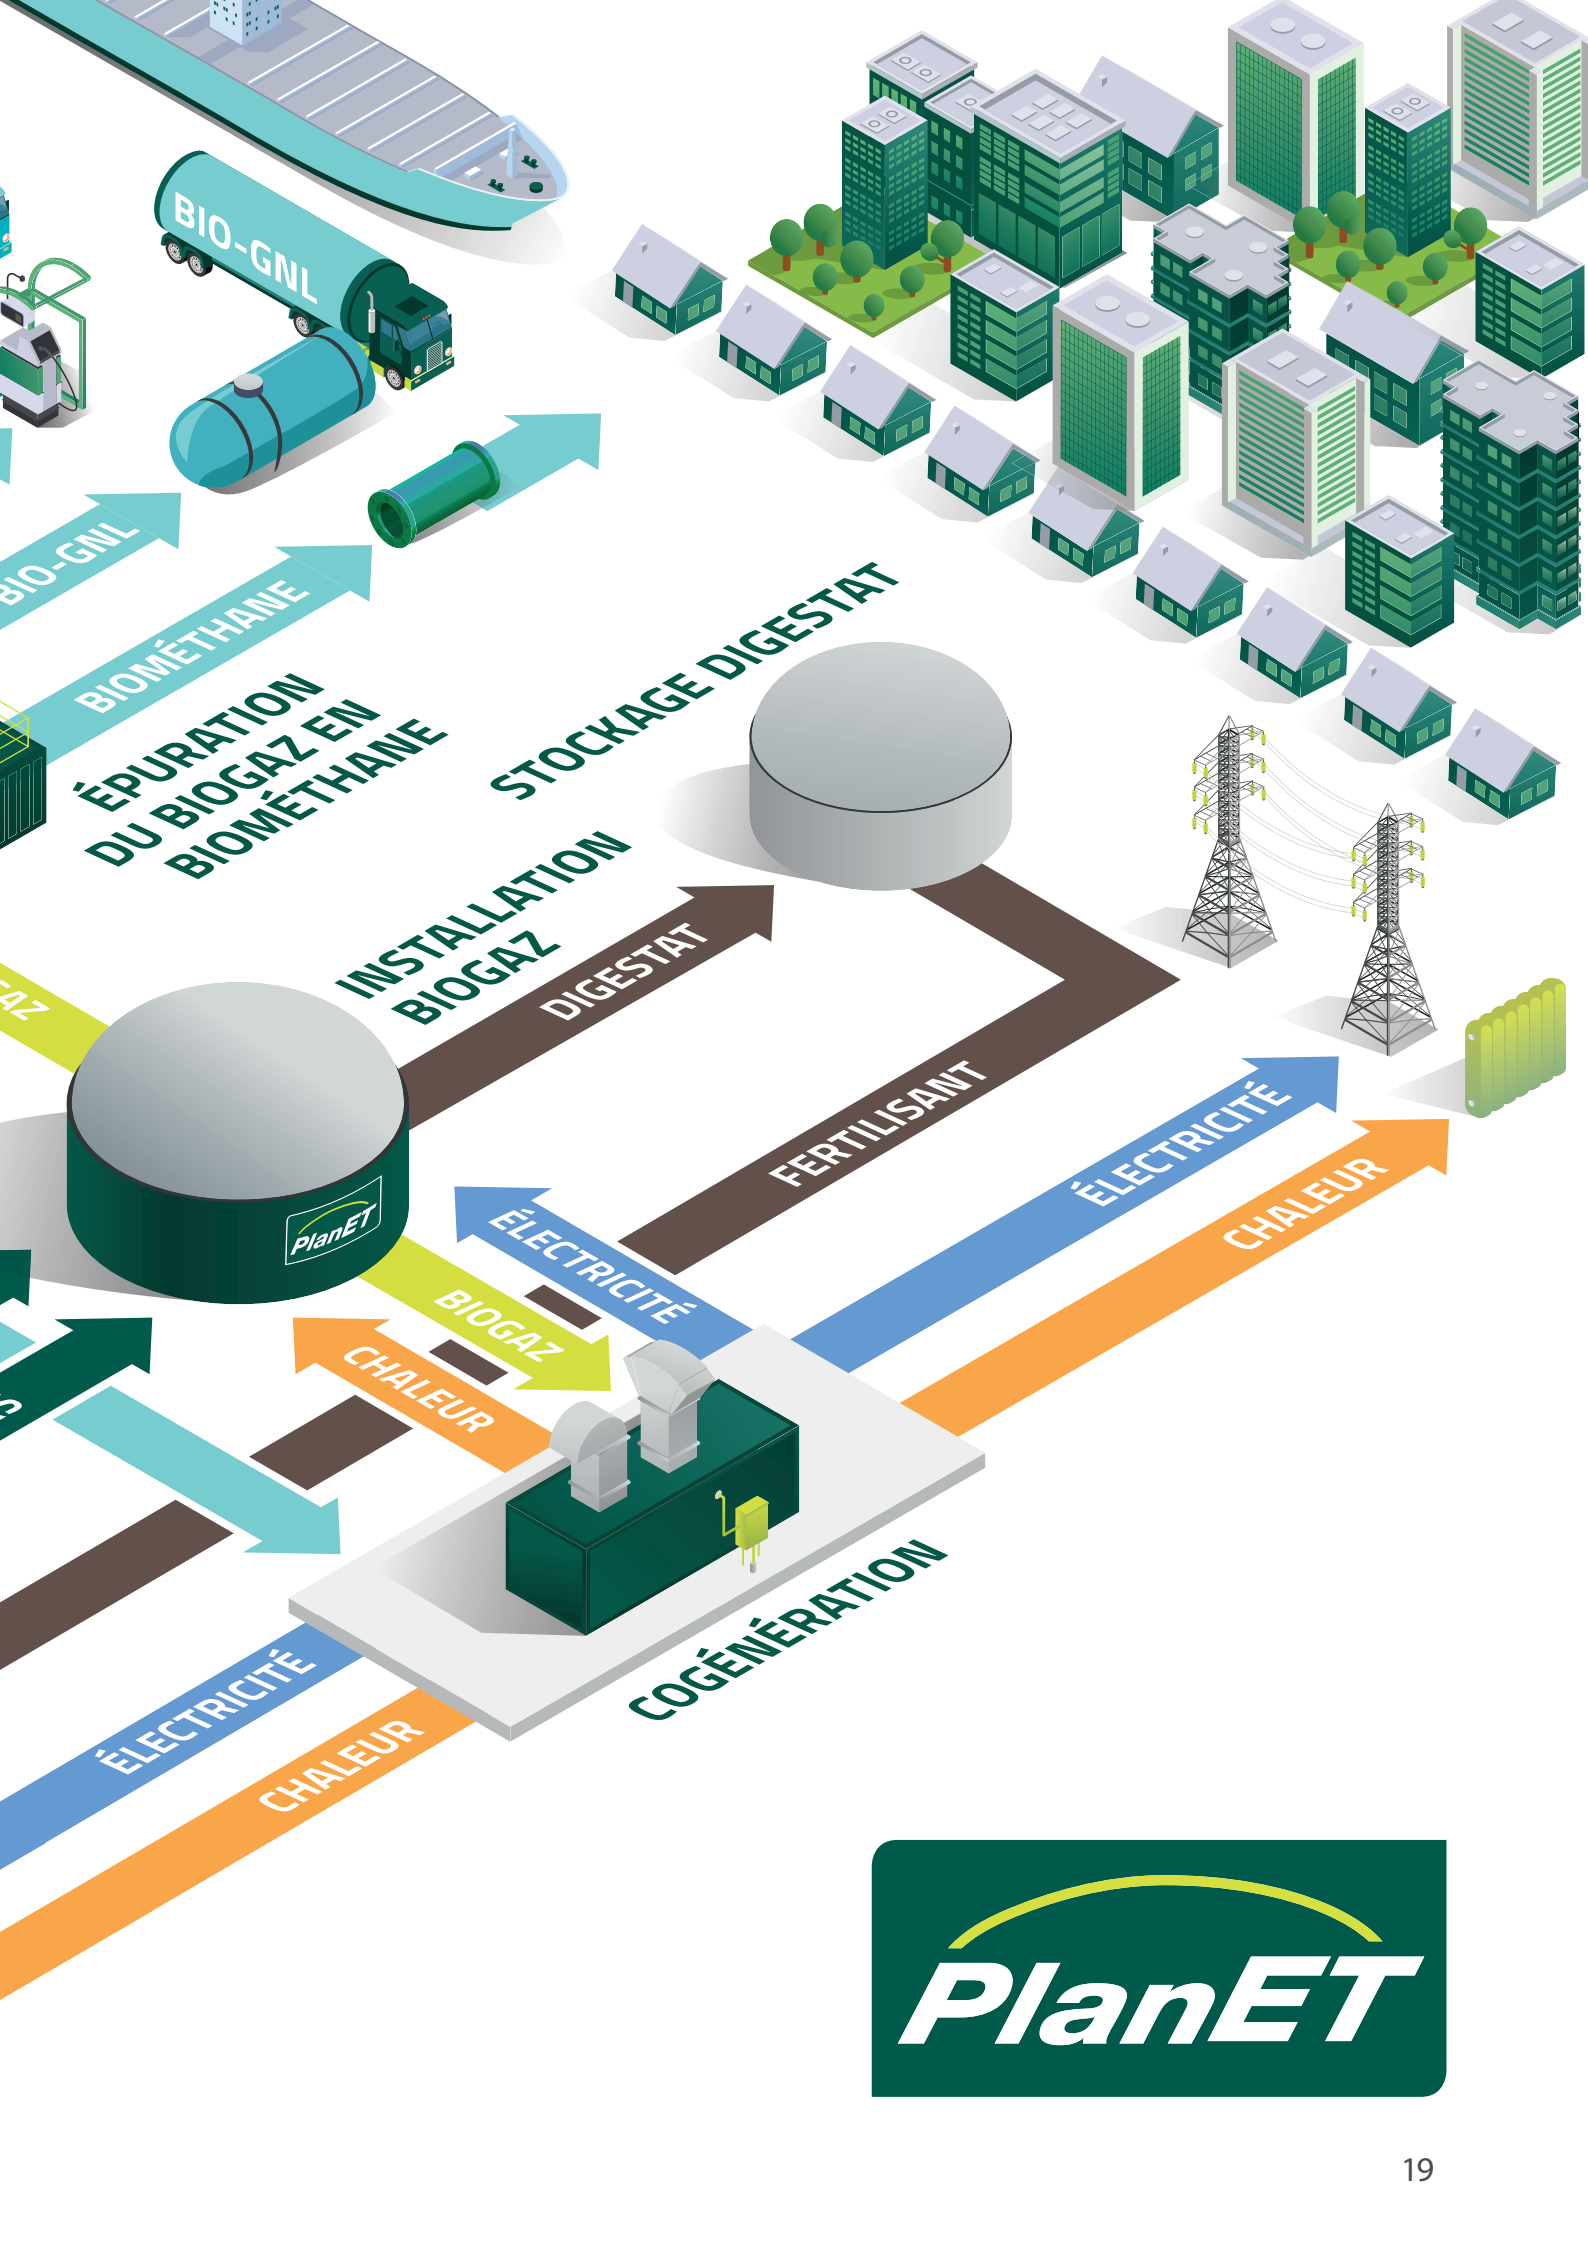 BIO-GNL
BIO-GNL
BIOMÉTHANE
ÉPURATION
DU BIOGAZ EN
BIOMÉTHANE
STOCKAGE DIGESTAT
INSTALLATION
BIOGAZ
DIGESTAT
FERTILISANT
ÉLECTRICITÉ
CHALEUR
PlanET
ÉLECTRICITÉ
BIOGAZ
CHALEUR
COGÉNÉRATION
ÉLECTRICITÉ
CHALEUR
PlanET
19